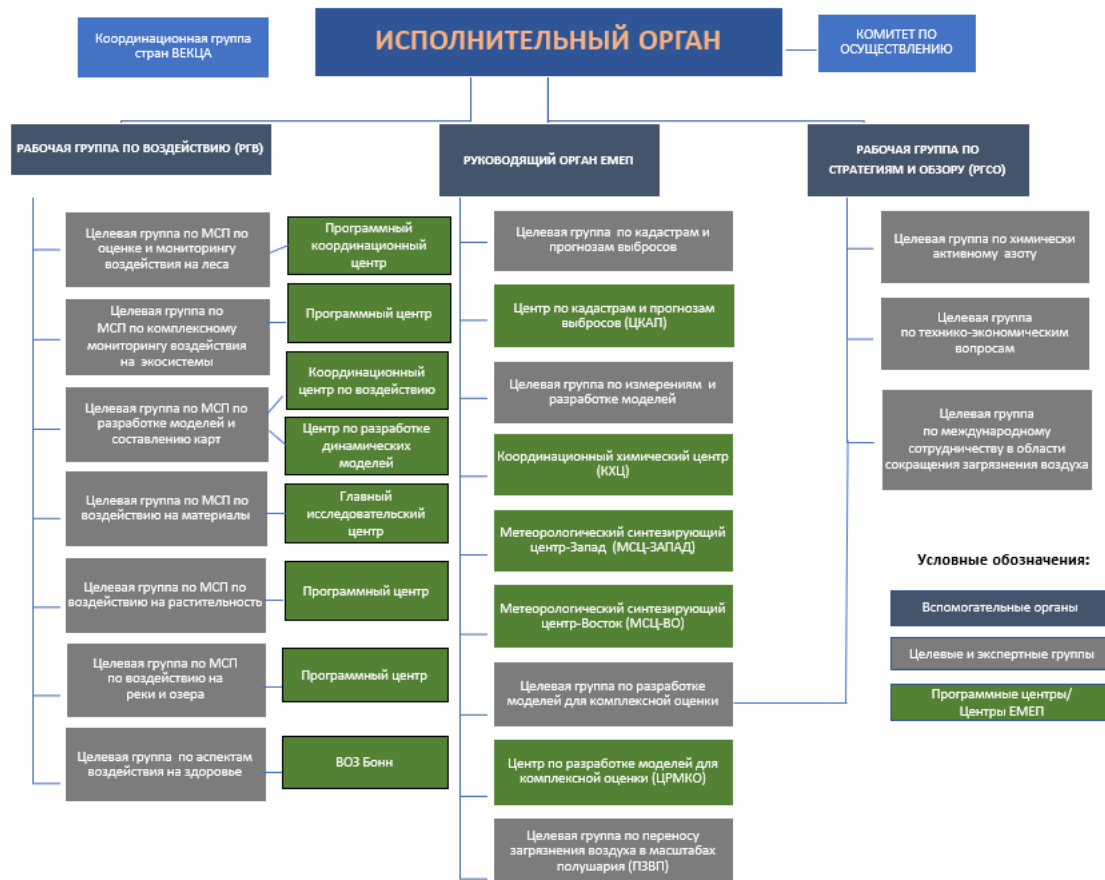 Координационная группа
стран ВЕКЦА
ИСПОЛНИТЕЛЬНЫЙ ОРГАН
КОМИТЕТ ПО
ОСУЩЕСТВЛЕНИЮ
РАБОЧАЯ ГРУППА ПО ВОЗДЕЙСТВИЮ (РГВ)
Целевая группа по МСП по
оценке и мониторингу
воздействия на леса
Программный
координационный
центр
Целевая группа по
МСП по комплексному
мониторингу воздействия
на экосистемы
Программный центр
Целевая группа по МСП по
разработке моделей и
составлению карт
Координационный
центр по воздействию
Центр по разработке
динамических
моделей
Целевая группа по МСП по
воздействию на материалы
Главный
исследовательский
центр
Целевая группа по МСП по
воздействию на растительность
Программный центр
Целевая группа по МСП
по воздействию на
реки и озера
Программный центр
Целевая группа по аспектам
воздействия на здоровье
ВОЗ Бонн
РУКОВОДЯЩИЙ ОРГАН ЕМЕП
Целевая группа по кадастрам и
прогнозам выбросов
Центр по кадастрам и прогнозам
выбросов (ЦКАП)
Целевая группа по измерениям и
разработке моделей
Координационный химический центр
(КХЦ)
Метеорологический синтезирующий
центр-Запад (МСЦ-ЗАПАД)
Метеорологический синтезирующий
центр-Восток (МСЦ-ВО)
Целевая группа по разработке
моделей для комплексной оценки
Центр по разработке моделей для
комплексной оценки (ЦРМКО)
Целевая группа по переносу
загрязнения воздуха в масштабах
полушария (ПЗВП)
РАБОЧАЯ ГРУППА ПО
СТРАТЕГИЯМ И ОБЗОРУ (РГСО)
Целевая группа по химически
активному азоту
Целевая группа
по технико-экономическим
вопросам
Целевая группа
по международному
сотрудничеству в области
сокращения загрязнения воздуха
Условные обозначения:
Вспомогательные органы
Целевые и экспертные группы
Программные центры/
Центры ЕМЕП